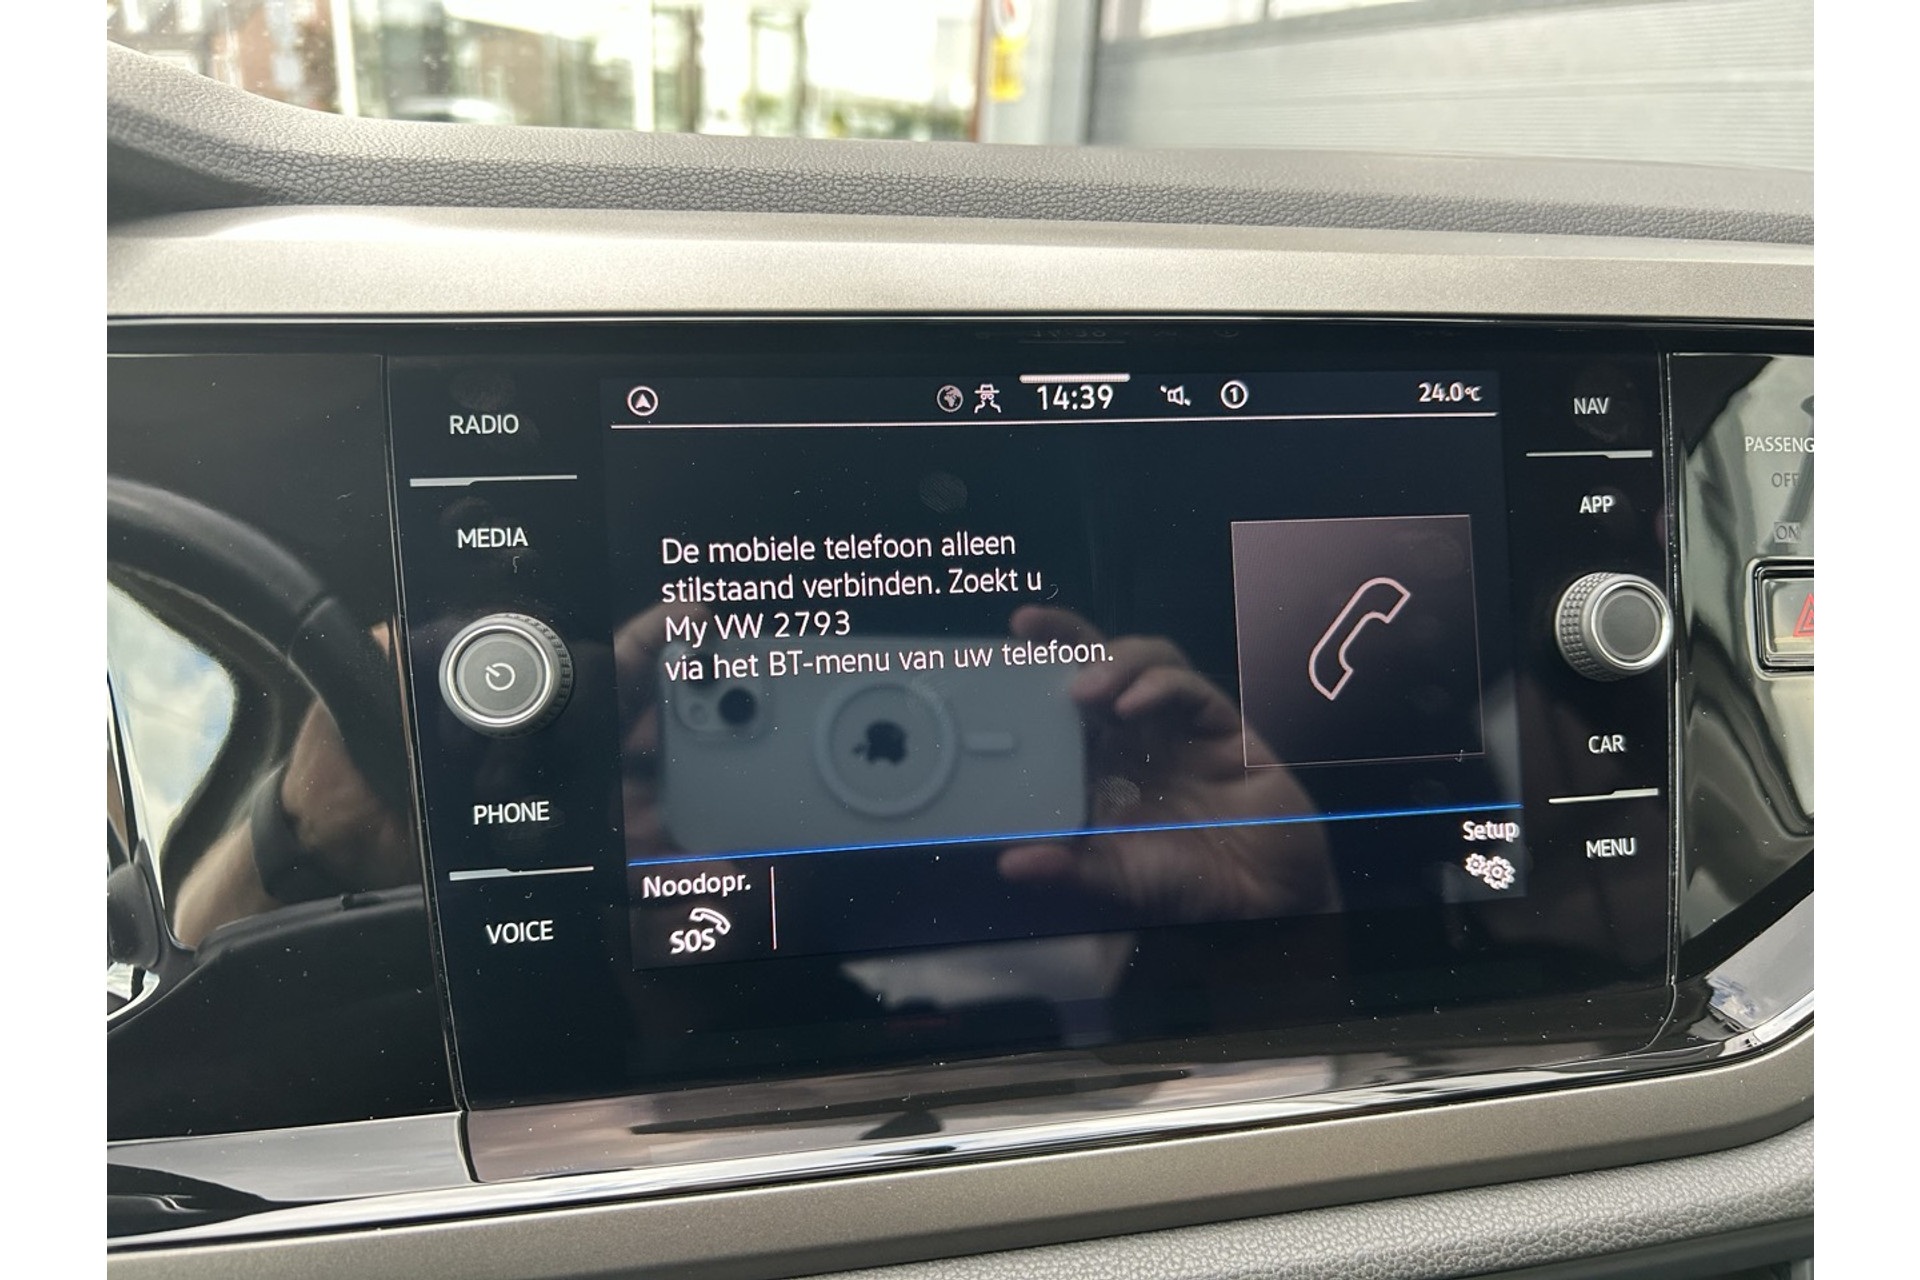 RADIO
MEDIA
PHONE
VOICE
14:39
1
24.0°C
De mobiele telefoon alleen
stilstaand verbinden. Zoekt u
My VW 2793
via het BT-menu van uw telefoon.
Noodopr.
SOS
Setup
NAV
APP
CAR
MENU
PASSENG
OFF
ON